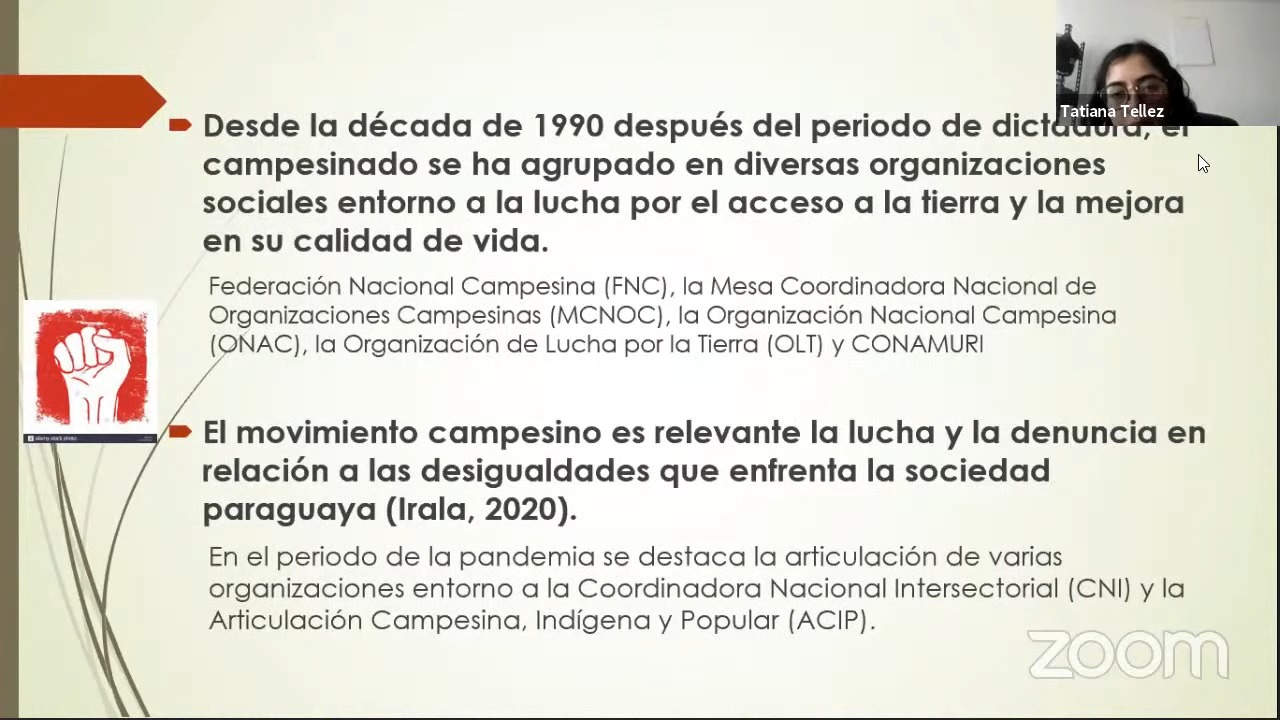 Tatiana Tellez
Desde la década de 1990 después del periodo de dictadura, el
campesinado se ha agrupado en diversas organizaciones
sociales entorno a la lucha por el acceso a la tierra y la mejora
en su calidad de vida.
Federación Nacional Campesina (FNC), la Mesa Coordinadora Nacional de
Organizaciones Campesinas (MCNOC), la Organización Nacional Campesina
(ONAC), la Organización de Lucha por la Tierra (OLT) y CONAMURI
El movimiento campesino es relevante la lucha y la denuncia en
relación a las desigualdades que enfrenta la sociedad
paraguaya (Irala, 2020).
En el periodo de la pandemia se destaca la articulación de varias
organizaciones entorno a la Coordinadora Nacional Intersectorial (CNI) y la
Articulación Campesina, Indígena y Popular (ACIP).
zoom